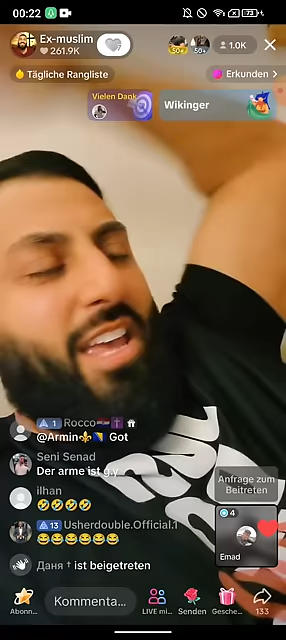 00:22
73
Ex-muslim
261.9K
50+
50+
1.0K
Tägliche Rangliste
Erkunden >
Vielen Dank
Wikinger
1 Rocco
@Armin Got
Seni Senad
Der arme ist g.y
ilhan
🤣🤣🤣🤣
13 Usherdouble.Official.1
😂😂😂😂😂😂
Даня † ist beigetreten
Anfrage zum
Beitreten
4
Emad
Abonn...
Kommenta...
LIVE mi...
Senden
Gesche...
133